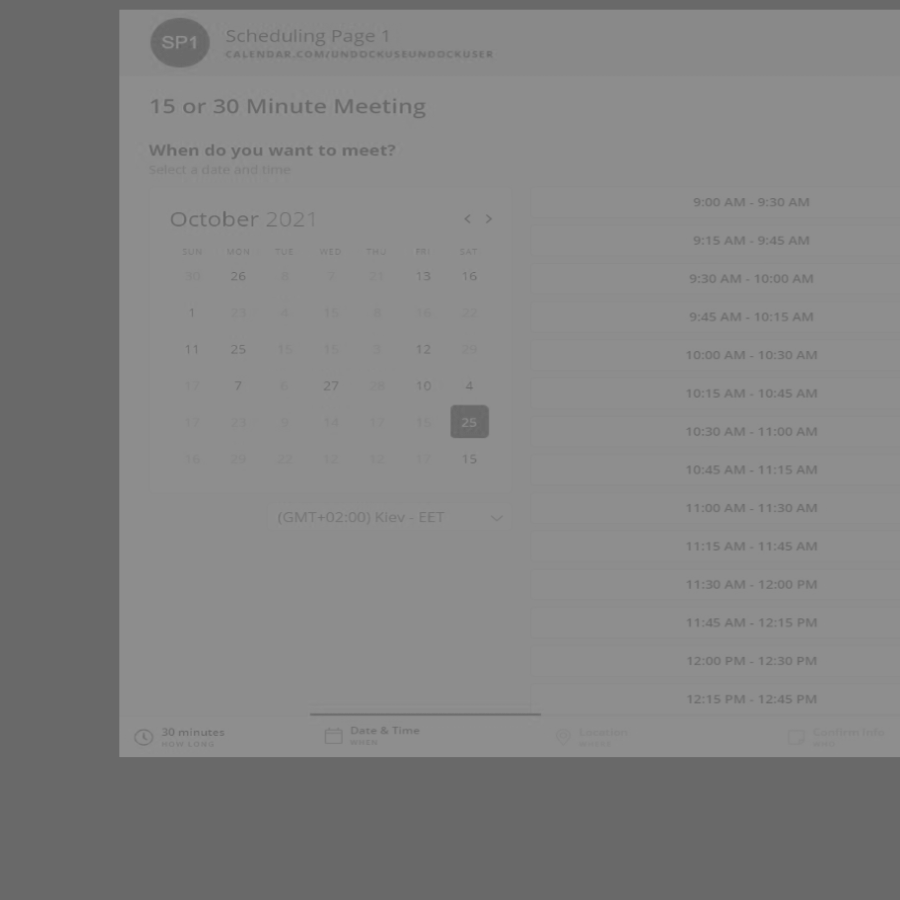 SP1
Scheduling Page 1
CALENDAR.COM/UNDOCKUSEUNDOCKUSER
15 or 30 Minute Meeting
When do you want to meet?
Select a date and time
October 2021
SUN MON TUE WED THU FRI SAT
30 26 8 7 21 13 16
1 23 4 15 8 16 22
11 25 15 15 3 12 29
17 7 6 27 28 10 4
17 23 9 14 12 15 25
16 29 22 12 12 17 15
(GMT+02:00) Kiev - EET
9:00 AM - 9:30 AM
9:15 AM - 9:45 AM
9:30 AM - 10:00 AM
9:45 AM - 10:15 AM
10:00 AM - 10:30 AM
10:15 AM - 10:45 AM
10:30 AM - 11:00 AM
10:45 AM - 11:15 AM
11:00 AM - 11:30 AM
11:15 AM - 11:45 AM
11:30 AM - 12:00 PM
11:45 AM - 12:15 PM
12:00 PM - 12:30 PM
12:15 PM - 12:45 PM
30 minutes
HOW LONG
Date & Time
WHEN
Location
WHERE
Confirm Info